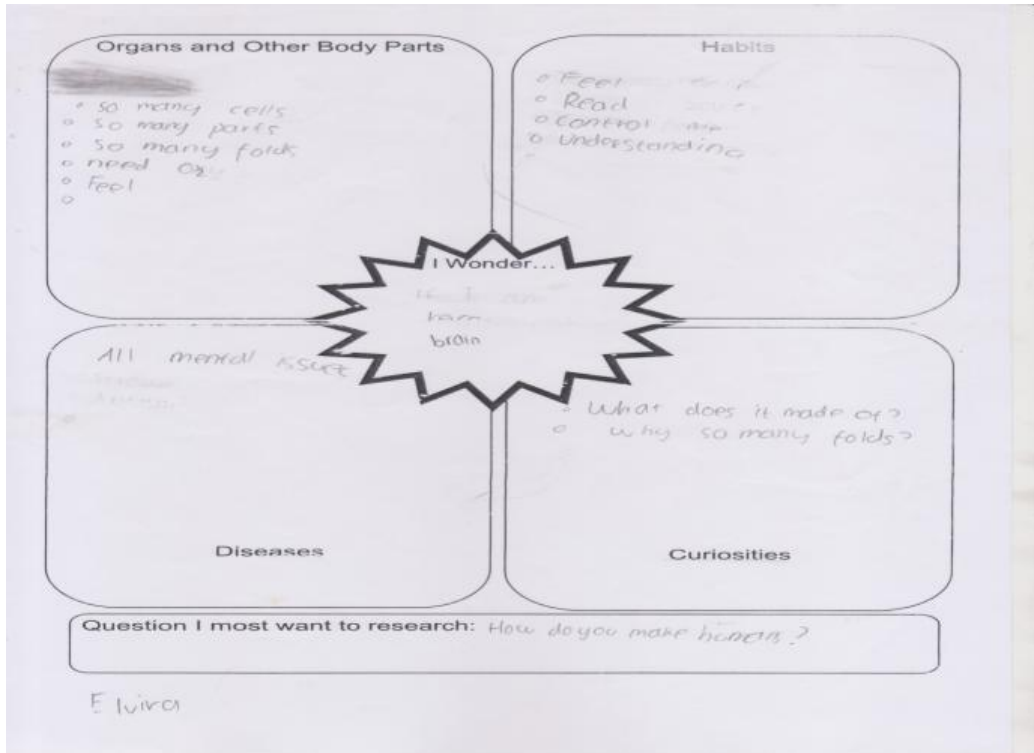 Organs and Other Body Parts
so many cells
so many parts
so many folds
need
Feel
Habits
Feel
Read
control
Understanding
I Wonder...
brain
All mental
Diseases
What does it made of?
Why so many folds?
Curiosities
Question I most want to research: How do you make humans?
Elvira